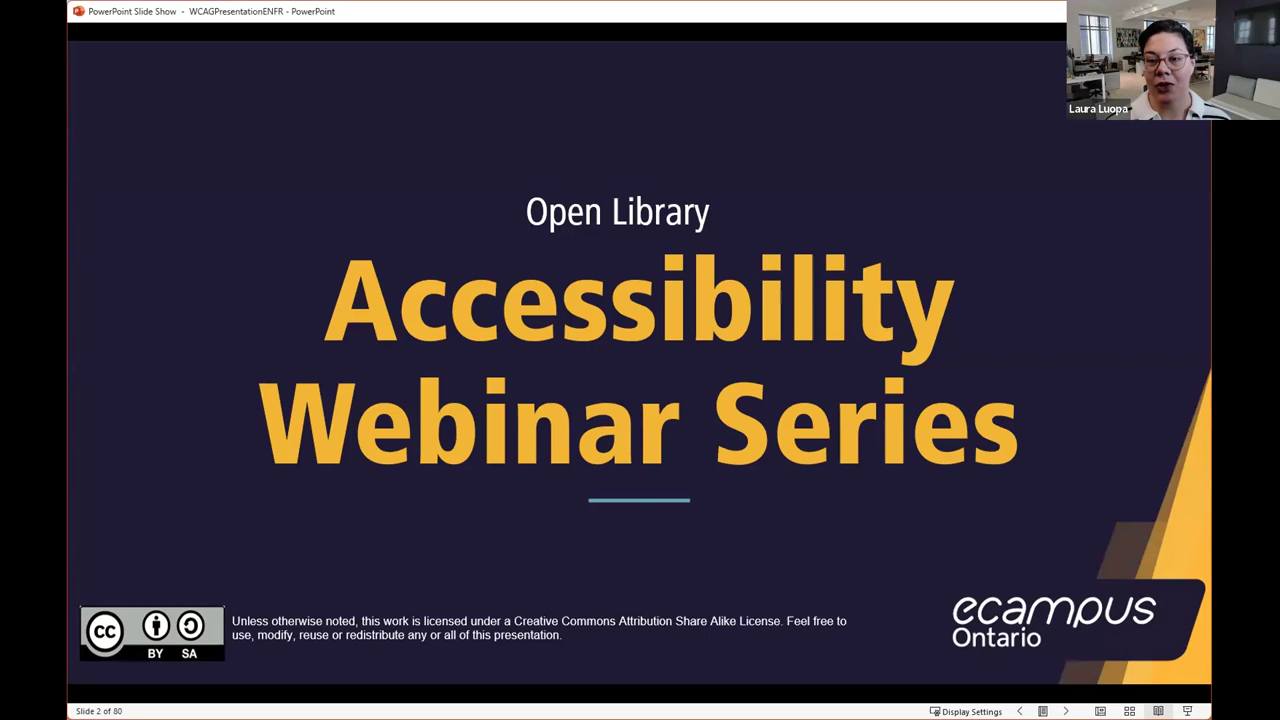 PowerPoint Slide Show - WCAGPresentationENFR - PowerPoint
Laura Luopa
Open Library
Accessibility
Webinar Series
CC BY SA
Unless otherwise noted, this work is licensed under a Creative Commons Attribution Share Alike License. Feel free to
use, modify, reuse or redistribute any or all of this presentation.
ecampus
Ontario
Slide 2 of 80
Display Settings